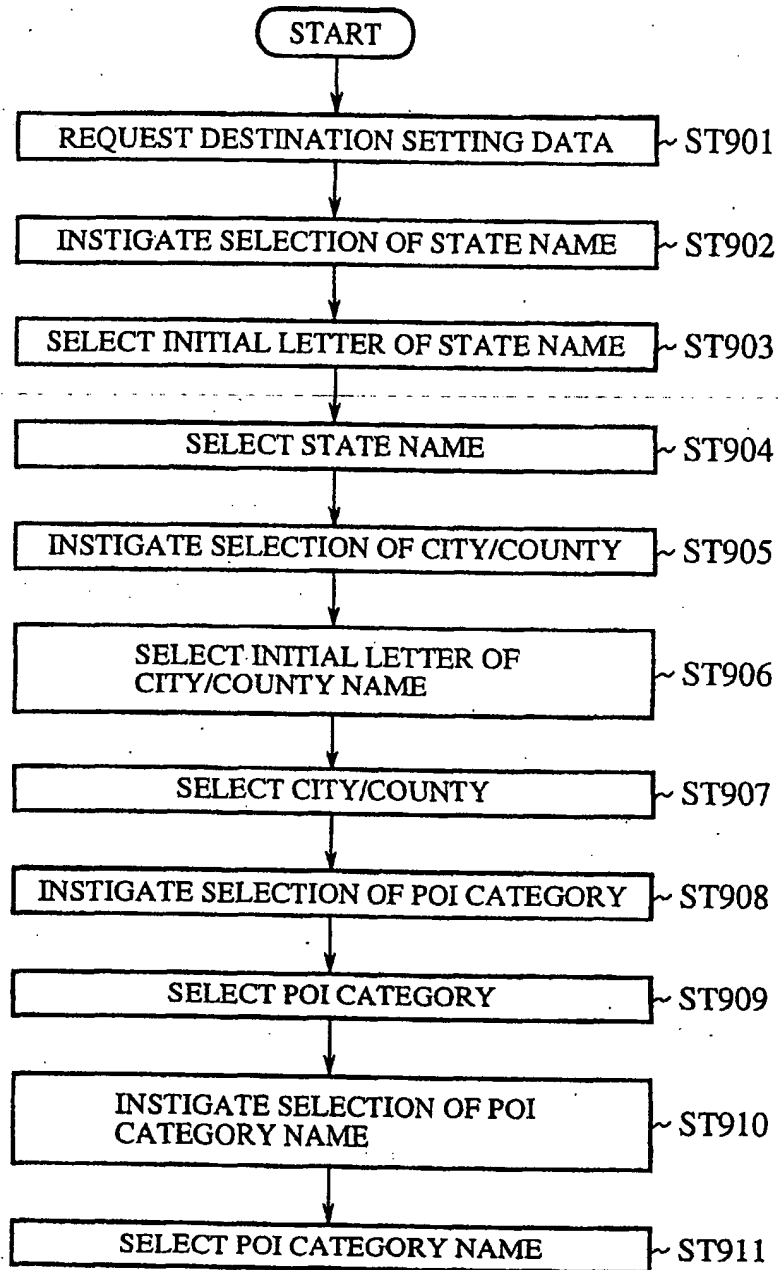 START
REQUEST DESTINATION SETTING DATA ~ ST901
INSTIGATE SELECTION OF STATE NAME ~ ST902
SELECT INITIAL LETTER OF STATE NAME ~ ST903
SELECT STATE NAME ~ ST904
INSTIGATE SELECTION OF CITY/COUNTY ~ ST905
SELECT INITIAL LETTER OF
CITY/COUNTY NAME ~ ST906
SELECT CITY/COUNTY ~ ST907
INSTIGATE SELECTION OF POI CATEGORY ~ ST908
SELECT POI CATEGORY ~ ST909
INSTIGATE SELECTION OF POI
CATEGORY NAME ~ ST910
SELECT POI CATEGORY NAME ~ ST911